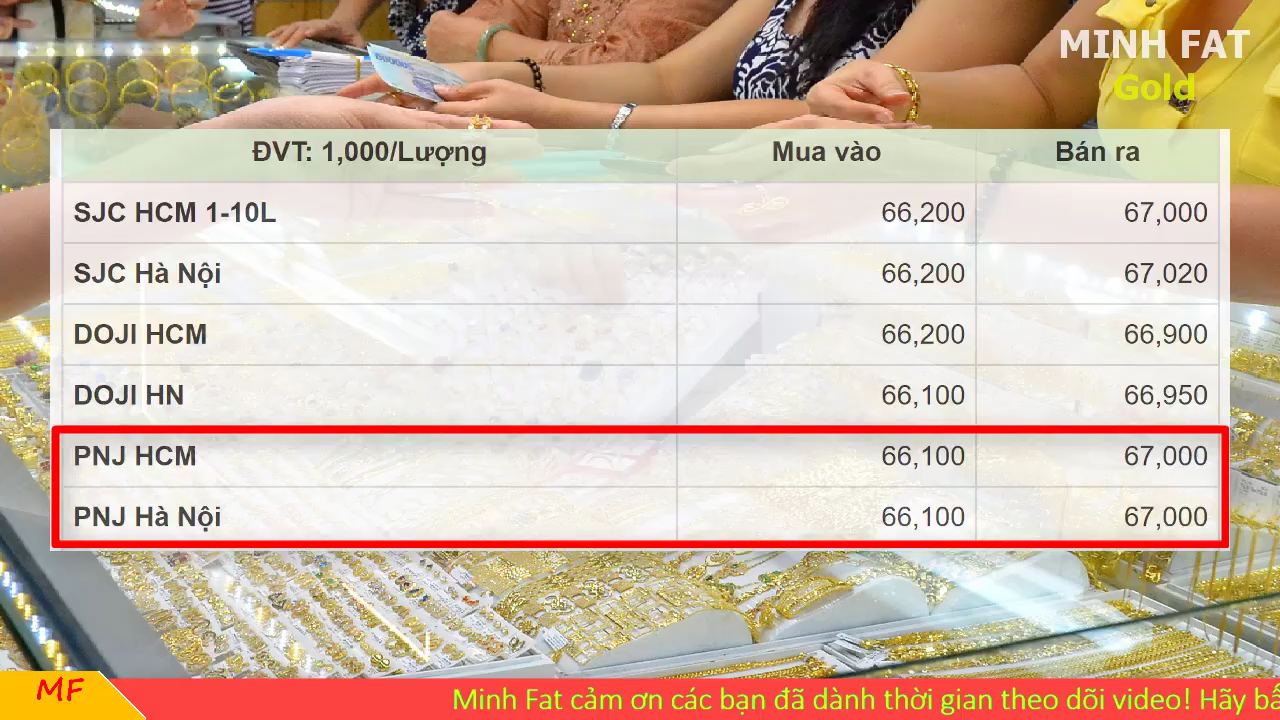 MINH FAT
Gold
ĐVT: 1,000/Lượng Mua vào Bán ra
SJC HCM 1-10L 66,200 67,000
SJC Hà Nội 66,200 67,020
DOJI HCM 66,200 66,900
DOJI HN 66,100 66,950
PNJ HCM 66,100 67,000
PNJ Hà Nội 66,100 67,000
MF
Minh Fat cảm ơn các bạn đã dành thời gian theo dõi video! Hãy bấ